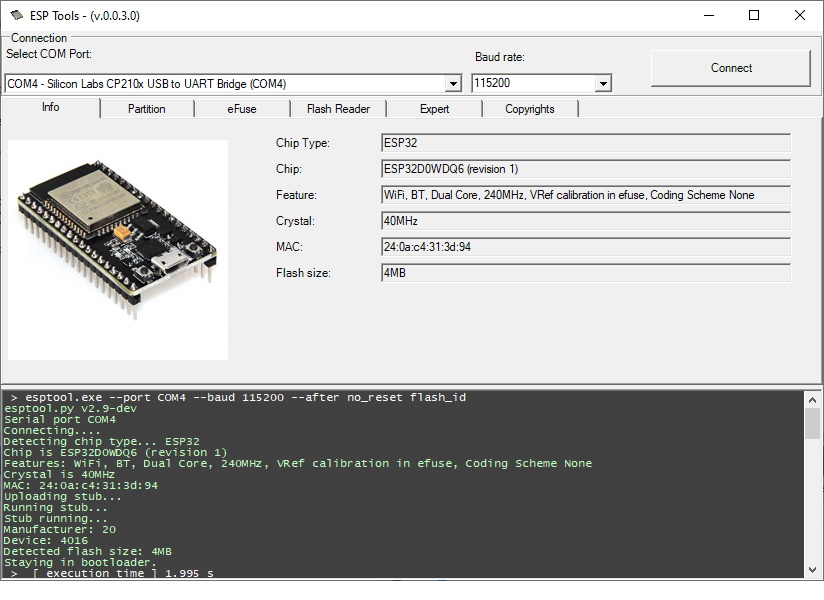 ESP Tools - (v.0.0.3.0)
Connection
Select COM Port:
Baud rate:
COM4 - Silicon Labs CP210x USB to UART Bridge (COM4)
115200
Connect
Info
Partition
eFuse
Flash Reader
Expert
Copyrights
Chip Type:
ESP32
Chip:
ESP32D0WDQ6 (revision 1)
Feature:
WiFi, BT, Dual Core, 240MHz, VRef calibration in efuse, Coding Scheme None
Crystal:
40MHz
MAC:
24:0a:c4:31:3d:94
Flash size:
4MB
> esptool.exe --port COM4 --baud 115200 --after no_reset flash_id
esptool.py v2.9-dev
Serial port COM4
Connecting....
Detecting chip type... ESP32
Chip is ESP32D0WDQ6 (revision 1)
Features: WiFi, BT, Dual Core, 240MHz, VRef calibration in efuse, Coding Scheme None
Crystal is 40MHz
MAC: 24:0a:c4:31:3d:94
Uploading stub...
Running stub...
Stub running...
Manufacturer: 20
Device: 4016
Detected flash size: 4MB
Staying in bootloader.
> [ execution time ] 1.995 s